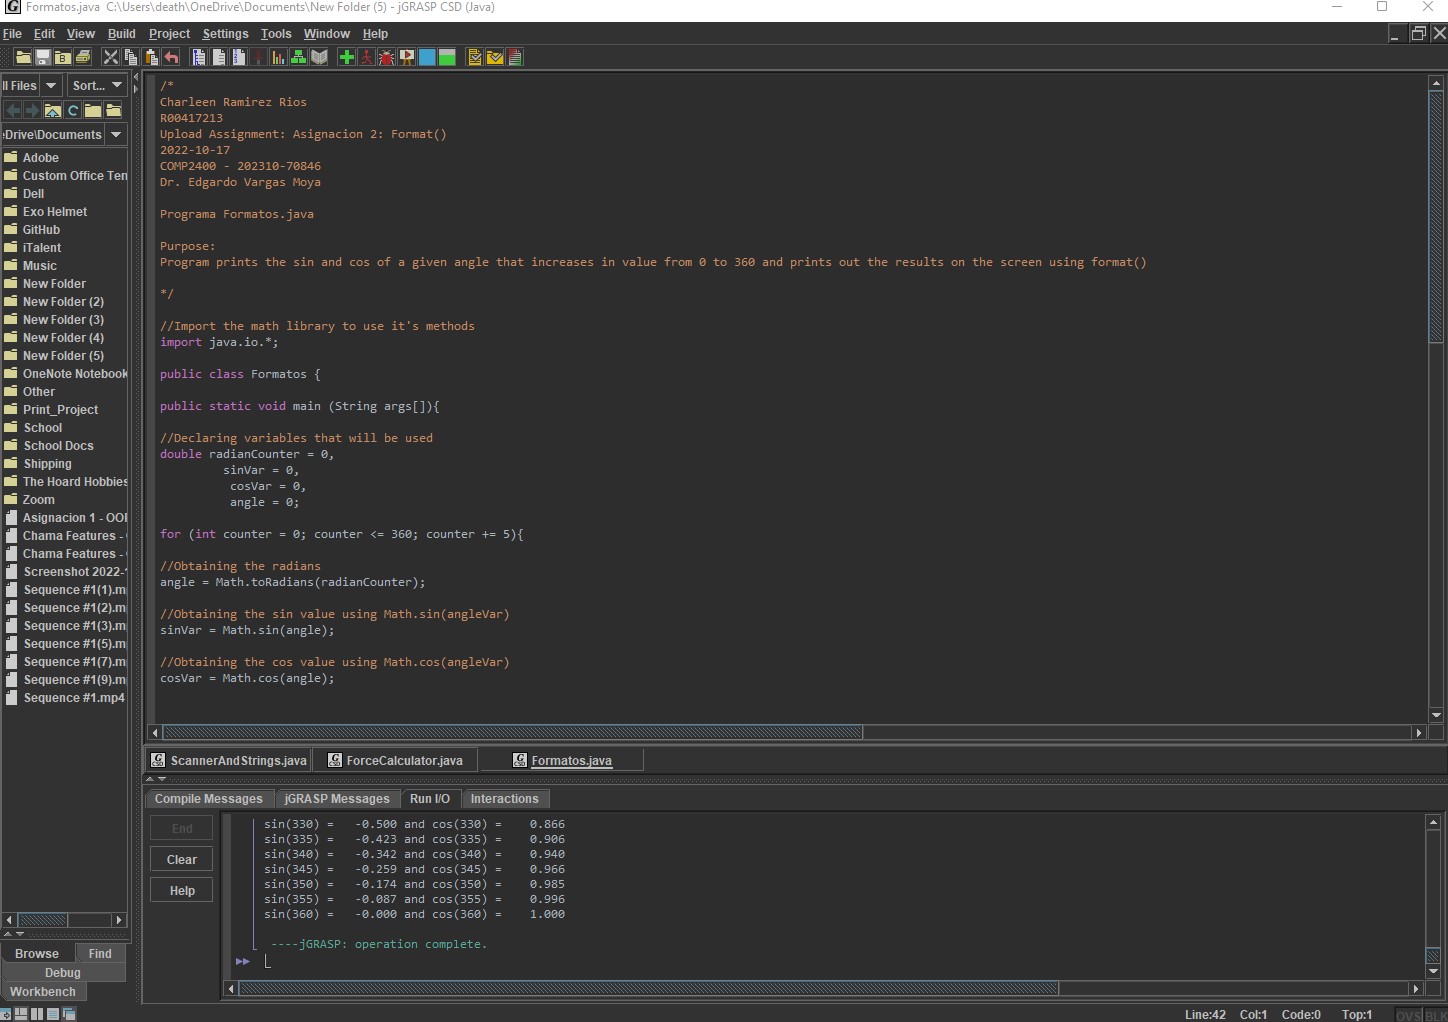 Formatos.java C:\Users\death\OneDrive\Documents\New Folder (5) - jGRASP CSD (Java)
File Edit View Build Project Settings Tools Window Help
ll Files Sort...
Drive\Documents
Adobe
Custom Office Ten
Dell
Exo Helmet
GitHub
iTalent
Music
New Folder
New Folder (2)
New Folder (3)
New Folder (4)
New Folder (5)
OneNote Notebook
Other
Print_Project
School
School Docs
Shipping
The Hoard Hobbies
Zoom
Asignacion 1 - OOI
Chama Features -
Chama Features -
Screenshot 2022-
Sequence #1(1).m
Sequence #1(2).m
Sequence #1(3).m
Sequence #1(5).m
Sequence #1(7).m
Sequence #1(9).m
Sequence #1.mp4
Browse Find
Debug
Workbench
/*
Charleen Ramirez Rios
R00417213
Upload Assignment: Asignacion 2: Format()
2022-10-17
COMP2400 - 202310-70846
Dr. Edgardo Vargas Moya
Programa Formatos.java
Purpose:
Program prints the sin and cos of a given angle that increases in value from 0 to 360 and prints out the results on the screen using format()
*/
//Import the math library to use it's methods
import java.io.*;
public class Formatos {
public static void main (String args[]){
//Declaring variables that will be used
double radianCounter = 0,
sinVar = 0,
cosVar = 0,
angle = 0;
for (int counter = 0; counter <= 360; counter += 5){
//Obtaining the radians
angle = Math.toRadians(radianCounter);
//Obtaining the sin value using Math.sin(angleVar)
sinVar = Math.sin(angle);
//Obtaining the cos value using Math.cos(angleVar)
cosVar = Math.cos(angle);
ScannerAndStrings.java ForceCalculator.java Formatos.java
Compile Messages jGRASP Messages Run I/O Interactions
End
Clear
Help
sin(330) = -0.500 and cos(330) = 0.866
sin(335) = -0.423 and cos(335) = 0.906
sin(340) = -0.342 and cos(340) = 0.940
sin(345) = -0.259 and cos(345) = 0.966
sin(350) = -0.174 and cos(350) = 0.985
sin(355) = -0.087 and cos(355) = 0.996
sin(360) = -0.000 and cos(360) = 1.000
----jGRASP: operation complete.
Line:42 Col:1 Code:0 Top:1 OVS BLK